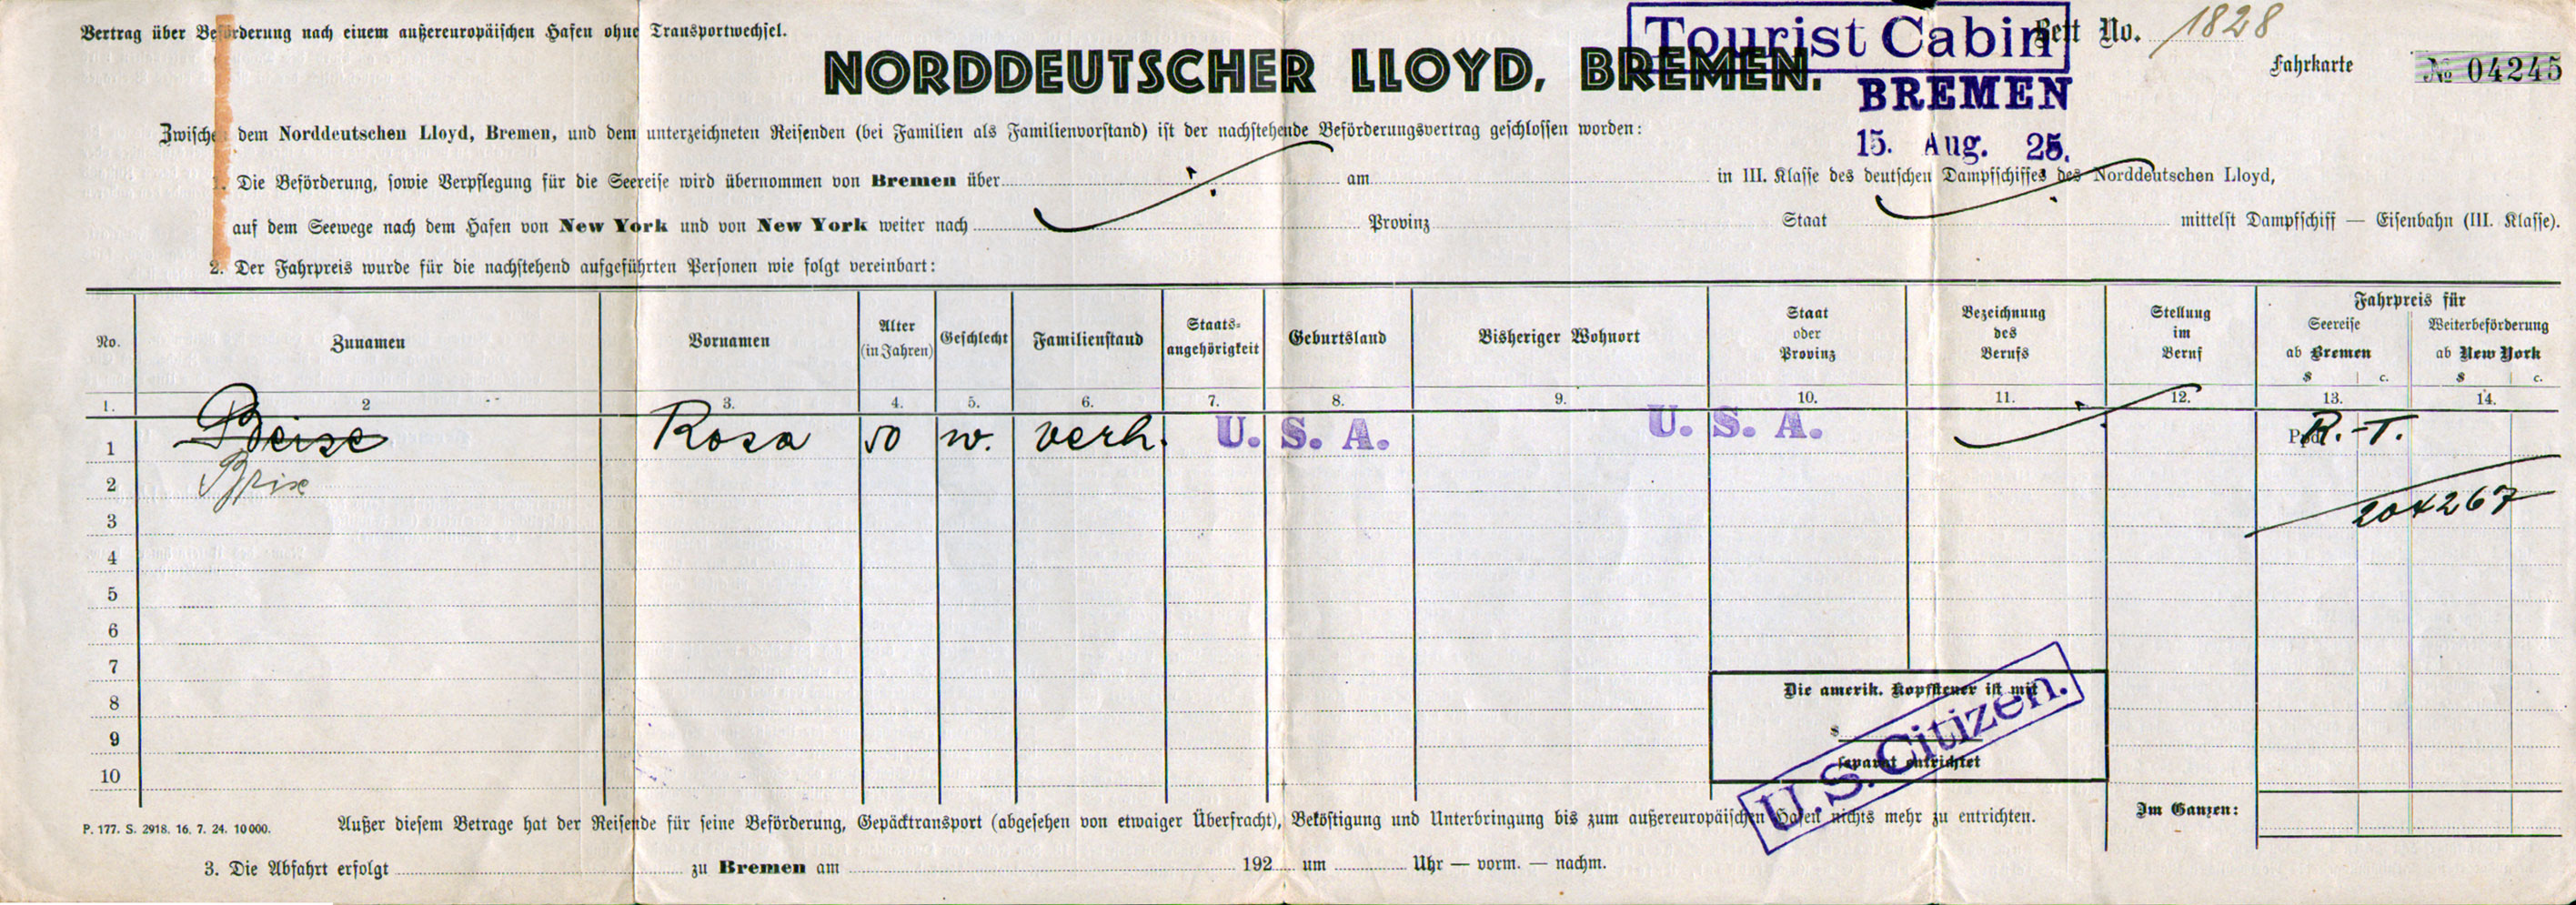 Vertrag über Beförderung nach einem außereuropäischen Hafen ohne Transportwechsel.
Tourist Cabin
Bett No. 1828
NORDDEUTSCHER LLOYD, BREMEN.
Fahrkarte
№ 04245
BREMEN
15. Aug. 25.
Zwischen dem Norddeutschen Lloyd, Bremen, und dem unterzeichneten Reisenden (bei Familien als Familienvorstand) ist der nachstehende Beförderungsvertrag geschlossen worden:
1. Die Beförderung, sowie Verpflegung für die Seereise wird übernommen von Bremen über am in III. Klasse des deutschen Dampfschiffes des Norddeutschen Lloyd,
auf dem Seewege nach dem Hafen von New York und von New York weiter nach Provinz Staat mittelst Dampfschiff — Eisenbahn (III. Klasse).
2. Der Fahrpreis wurde für die nachstehend aufgeführten Personen wie folgt vereinbart:
No.
Zunamen
Vornamen
Alter
(in Jahren)
Geschlecht
Familienstand
Staats-
angehörigkeit
Geburtsland
Bisheriger Wohnort
Staat
oder
Provinz
Bezeichnung
des
Berufs
Stellung
im
Beruf
Fahrpreis für
Seereise
ab Bremen
$ c.
Weiterbeförderung
ab New York
$ c.
1. 2 3. 4. 5. 6. 7. 8. 9. 10. 11. 12. 13. 14.
1 Beise Rosa 50 w. verh. U. S. A. U. S. A. Ppd R.-T.
2 Brix
204267
3
4
5
6
7
8
9
10
Die amerik. Kopfsteuer ist mit
$
separat entrichtet
U. S. Citizen.
Im Ganzen:
P. 177. S. 2918. 16. 7. 24. 10000.
Außer diesem Betrage hat der Reisende für seine Beförderung, Gepäcktransport (abgesehen von etwaiger Überfracht), Beköstigung und Unterbringung bis zum außereuropäischen Hafen nichts mehr zu entrichten.
3. Die Abfahrt erfolgt zu Bremen am 192 um Uhr — vorm. — nachm.